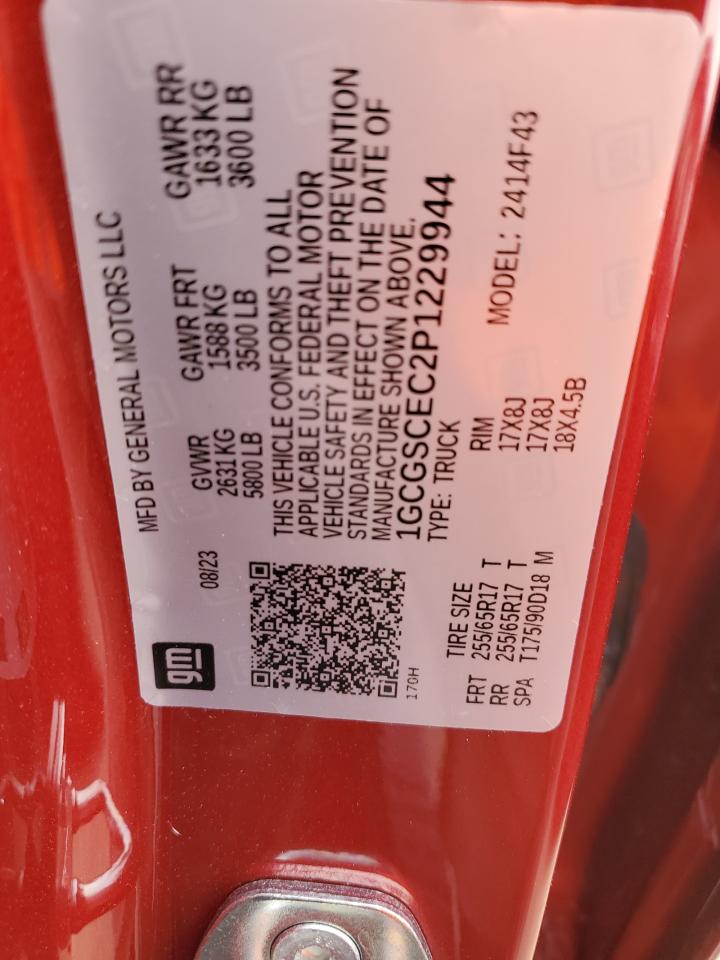 gm
MFD BY GENERAL MOTORS LLC
08/23
GVWR GAWR FRT GAWR RR
2631 KG 1588 KG 1633 KG
5800 LB 3500 LB 3600 LB
THIS VEHICLE CONFORMS TO ALL
APPLICABLE U.S. FEDERAL MOTOR
VEHICLE SAFETY AND THEFT PREVENTION
STANDARDS IN EFFECT ON THE DATE OF
MANUFACTURE SHOWN ABOVE.
1GCGSCEC2P1229944
TYPE: TRUCK
170H
TIRE SIZE RIM MODEL: 2414F43
FRT 255/65R17 T 17X8J
RR 255/65R17 T 17X8J
SPA T175/90D18 M 18X4.5B